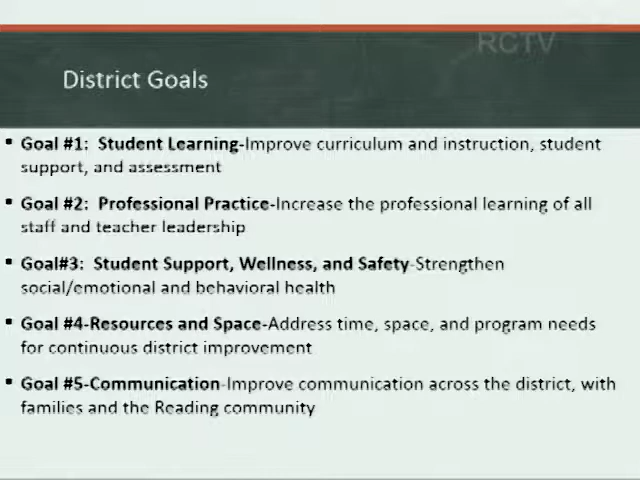 RCTV
District Goals
▪ Goal #1:  Student Learning-Improve curriculum and instruction, student
support, and assessment
▪ Goal #2:  Professional Practice-Increase the professional learning of all
staff and teacher leadership
▪ Goal#3:  Student Support, Wellness, and Safety-Strengthen
social/emotional and behavioral health
▪ Goal #4-Resources and Space-Address time, space, and program needs
for continuous district improvement
▪ Goal #5-Communication-Improve communication across the district, with
families and the Reading community